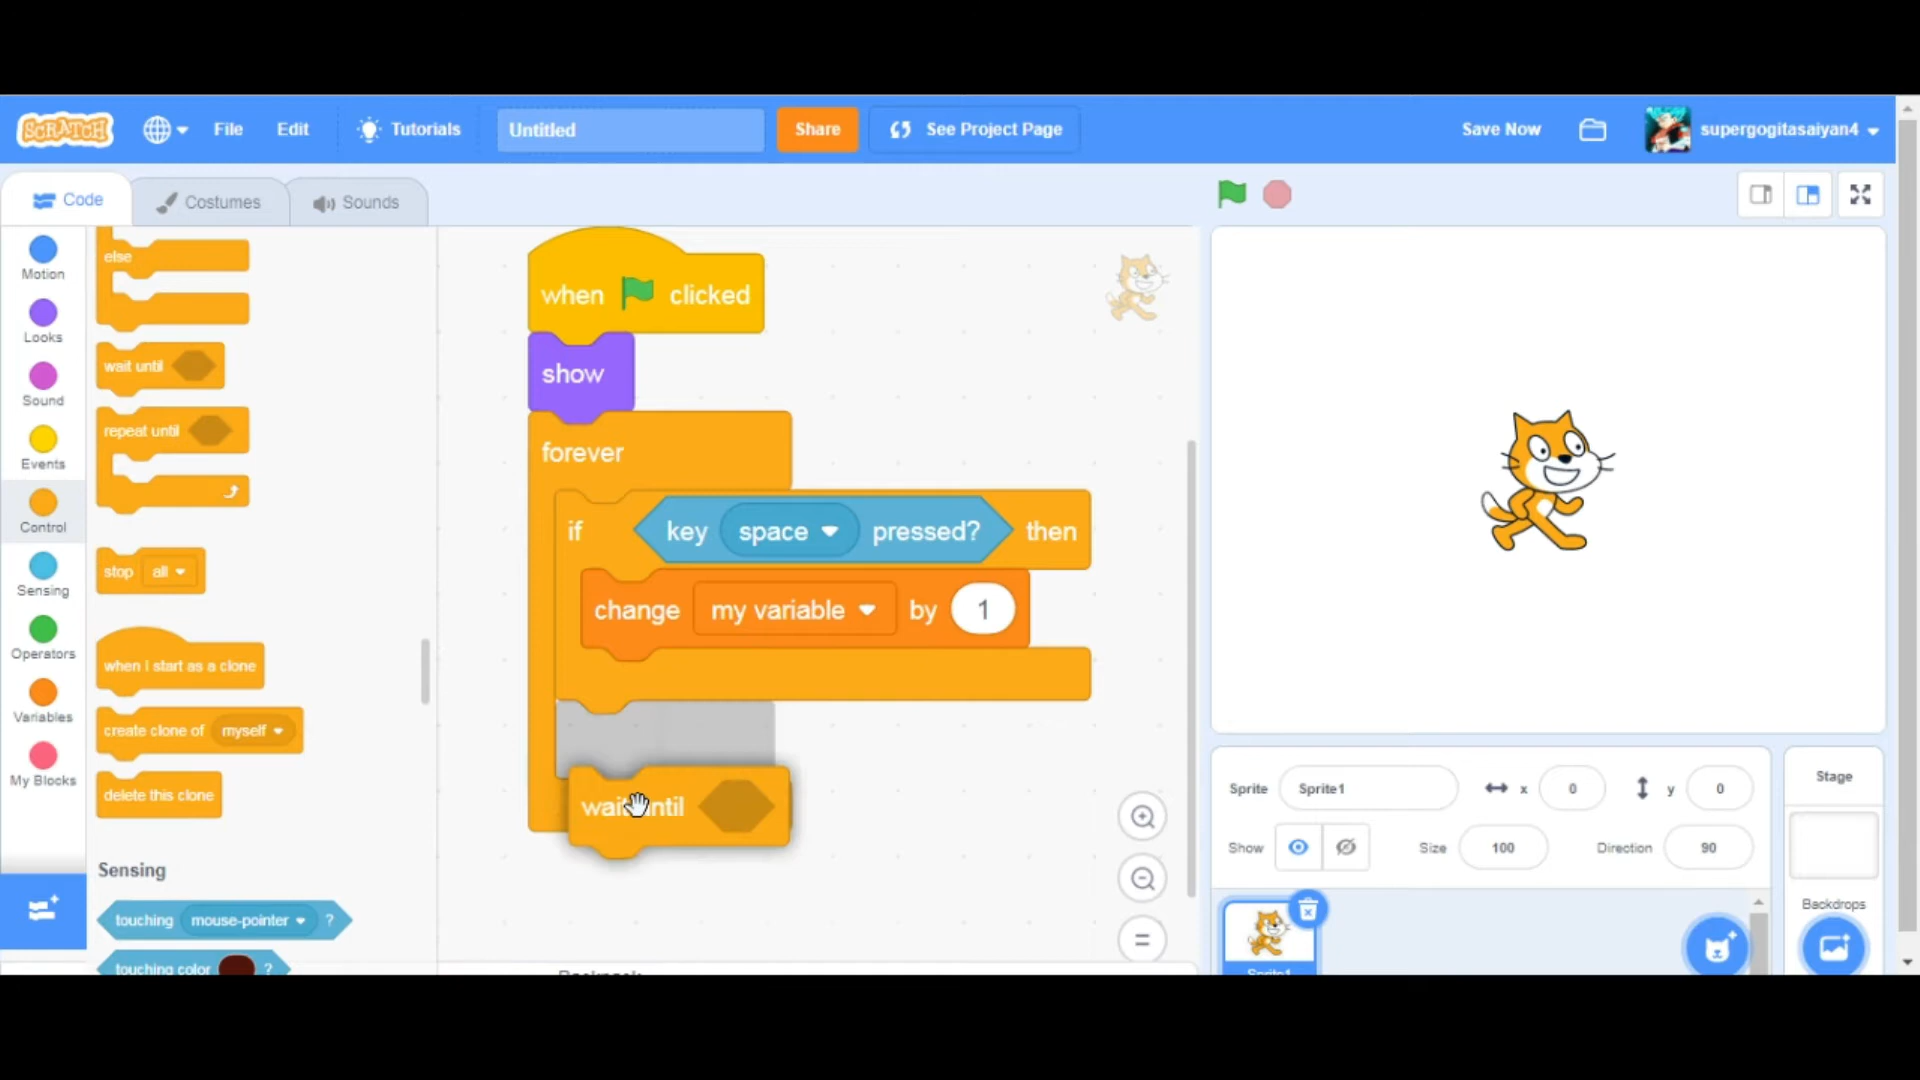 SCRATCH File Edit Tutorials Untitled Share See Project Page Save Now supergogitasaiyan4
Code Costumes Sounds
Motion
Looks
Sound
Events
Control
Sensing
Operators
Variables
My Blocks
else
wait until
repeat until
stop all
when I start as a clone
create clone of myself
delete this clone
Sensing
touching mouse-pointer ?
touching color ?
when clicked
show
forever
if key space pressed? then
change my variable by 1
wait until
Backpack
Sprite Sprite1 x 0 y 0
Show Size 100 Direction 90
Sprite1
Stage
Backdrops